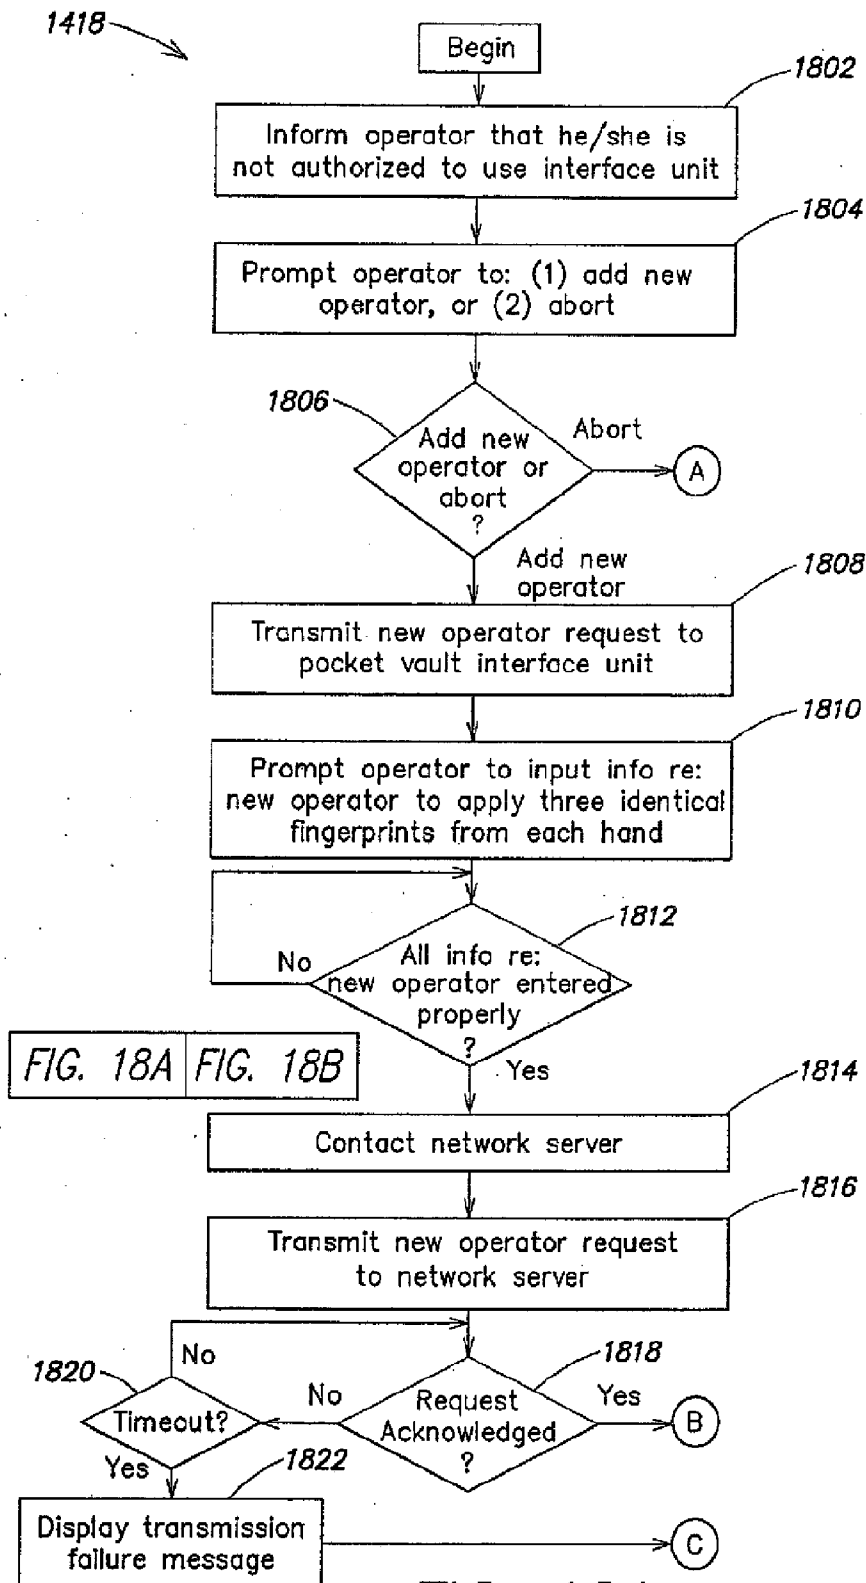 1418
Begin
1802
Inform operator that he/she is
not authorized to use interface unit
1804
Prompt operator to: (1) add new
operator, or (2) abort
1806
Add new
operator or
abort
?
Abort
A
Add new
operator
1808
Transmit new operator request to
pocket vault interface unit
1810
Prompt operator to input info re:
new operator to apply three identical
fingerprints from each hand
1812
All info re:
new operator entered
properly
?
No
Yes
FIG. 18A FIG. 18B
1814
Contact network server
1816
Transmit new operator request
to network server
1818
Request
Acknowledged
?
Yes
B
No
1820
Timeout?
No
Yes
1822
Display transmission
failure message
C